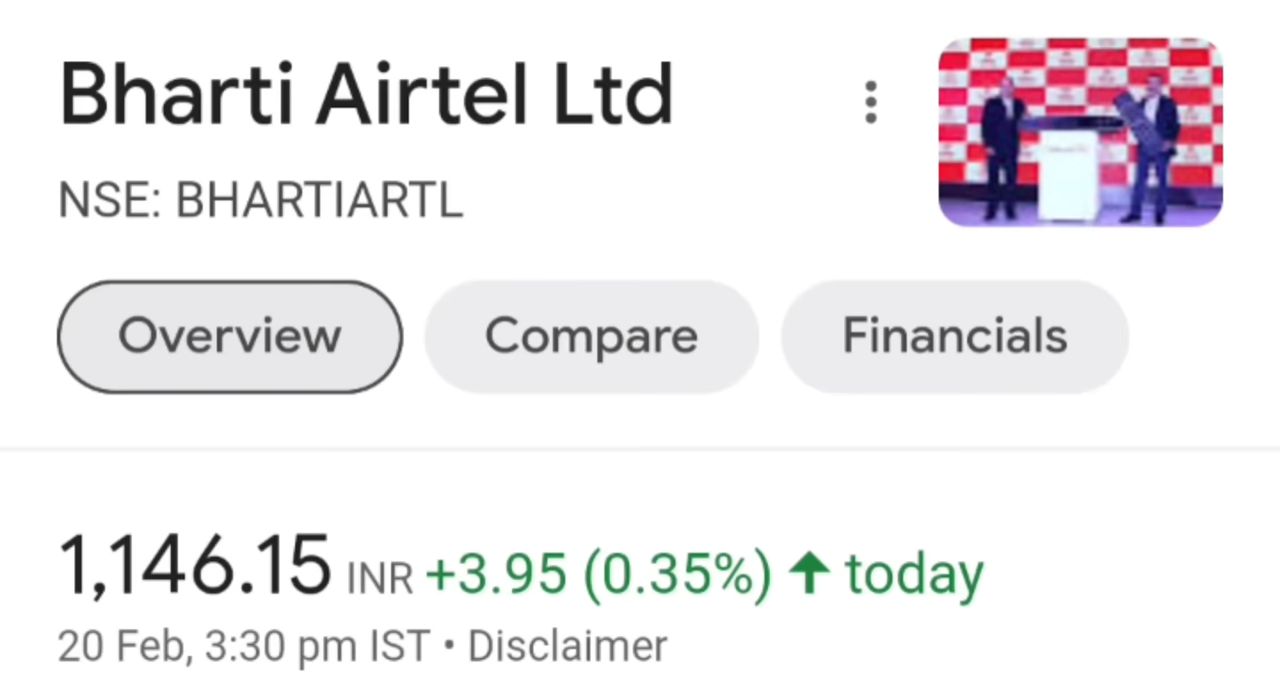 Bharti Airtel Ltd
NSE: BHARTIARTL
Overview Compare Financials
1,146.15 INR +3.95 (0.35%) ↑ today
20 Feb, 3:30 pm IST • Disclaimer